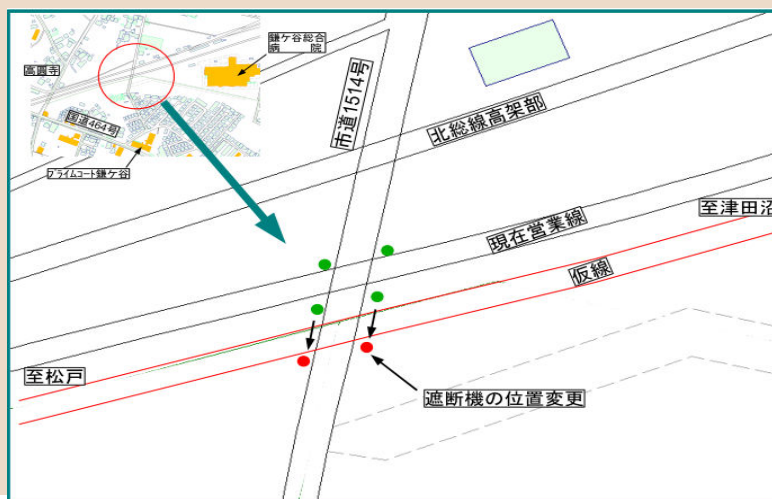 鎌ケ谷総合
病院
高圓寺
国道464号
プライムコート鎌ケ谷
市道1514号
北総線高架部
至津田沼
現在営業線
仮線
至松戸
遮断機の位置変更